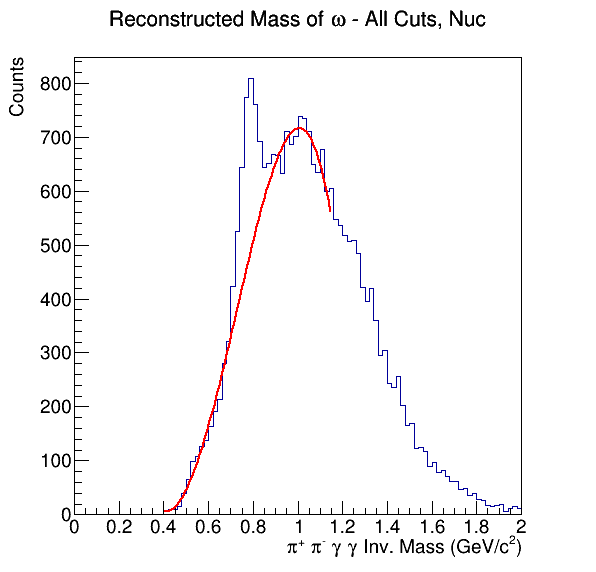 Reconstructed Mass of ω - All Cuts, Nuc
Counts
800
700
600
500
400
300
200
100
0
0 0.2 0.4 0.6 0.8 1 1.2 1.4 1.6 1.8 2
π⁺ π⁻ γ γ Inv. Mass (GeV/c²)